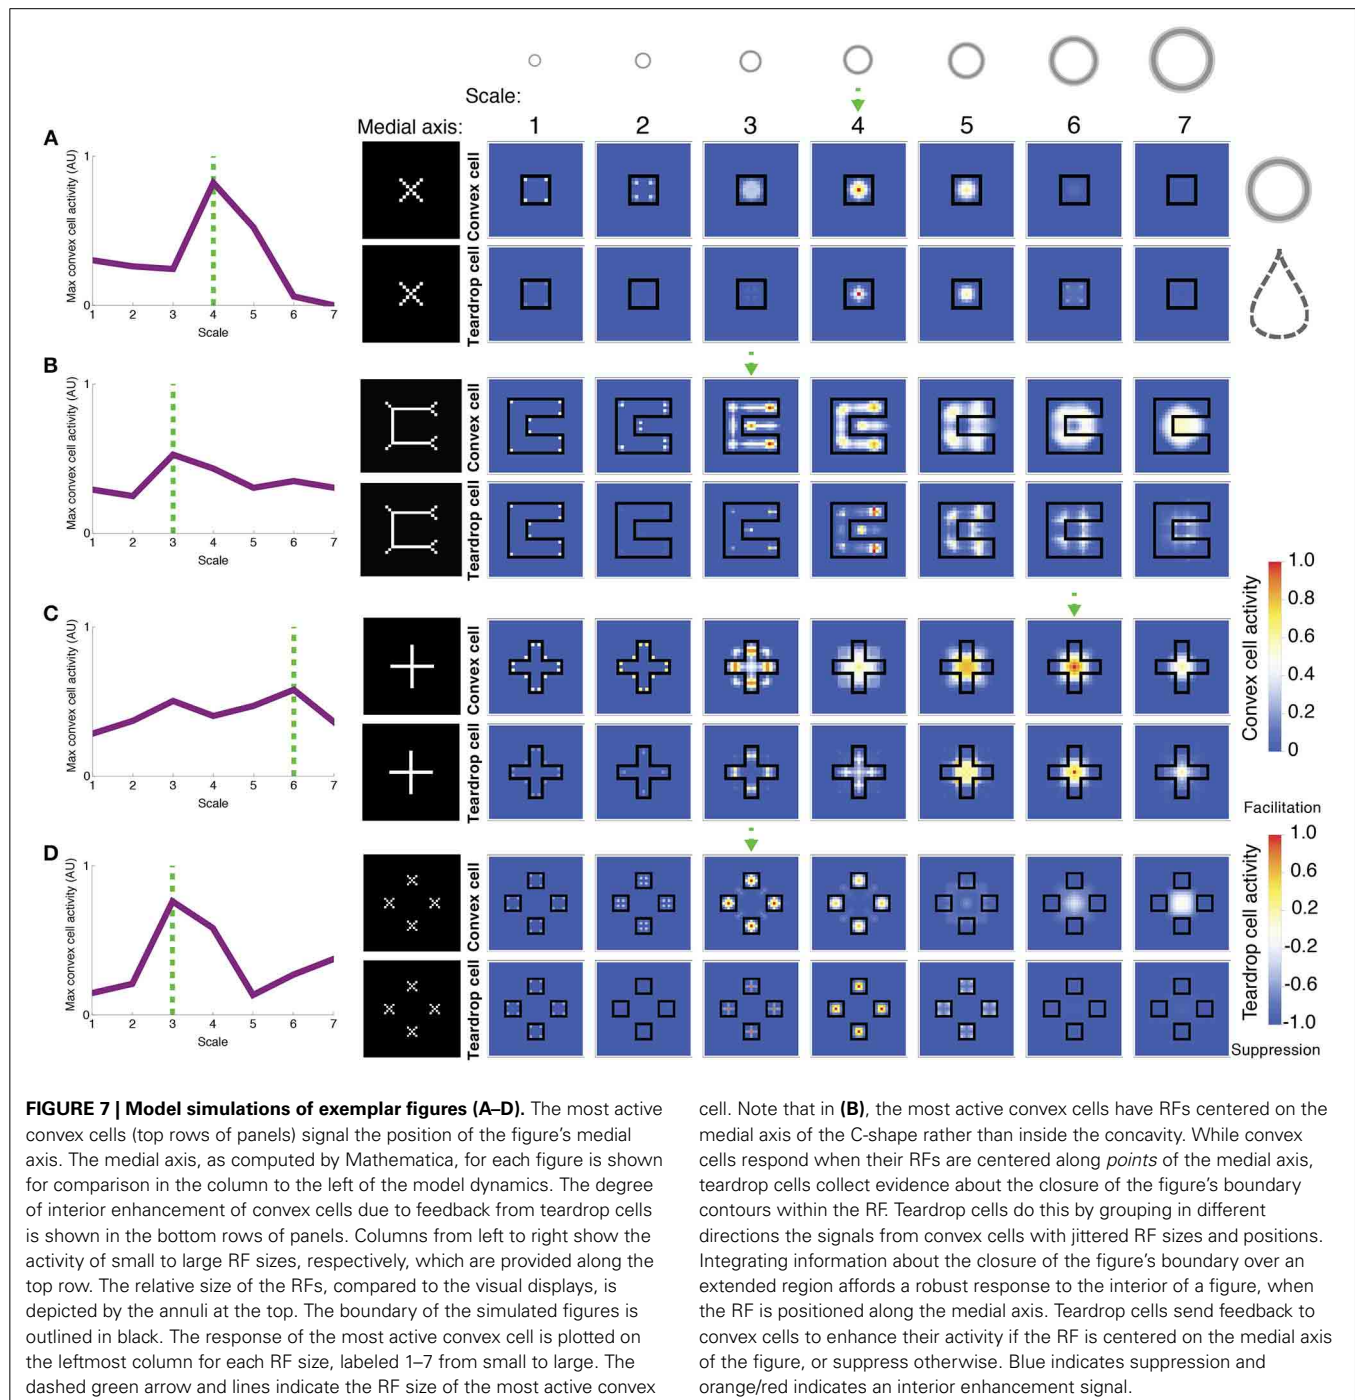 Scale:
Medial axis: 1 2 3 4 5 6 7
A
Max convex cell activity (AU)
1
0
1 2 3 4 5 6 7
Scale
Convex cell
Teardrop cell
B
Max convex cell activity (AU)
1
0
1 2 3 4 5 6 7
Scale
Convex cell
Teardrop cell
C
Max convex cell activity (AU)
1
0
1 2 3 4 5 6 7
Scale
Convex cell
Teardrop cell
D
Max convex cell activity (AU)
1
0
1 2 3 4 5 6 7
Scale
Convex cell
Teardrop cell
Convex cell activity
1.0
0.8
0.6
0.4
0.2
0
Facilitation
Teardrop cell activity
1.0
0.6
0.2
-0.2
-0.6
-1.0
Suppression
FIGURE 7 | Model simulations of exemplar figures (A–D). The most active
convex cells (top rows of panels) signal the position of the figure's medial
axis. The medial axis, as computed by Mathematica, for each figure is shown
for comparison in the column to the left of the model dynamics. The degree
of interior enhancement of convex cells due to feedback from teardrop cells
is shown in the bottom rows of panels. Columns from left to right show the
activity of small to large RF sizes, respectively, which are provided along the
top row. The relative size of the RFs, compared to the visual displays, is
depicted by the annuli at the top. The boundary of the simulated figures is
outlined in black. The response of the most active convex cell is plotted on
the leftmost column for each RF size, labeled 1–7 from small to large. The
dashed green arrow and lines indicate the RF size of the most active convex
cell. Note that in (B), the most active convex cells have RFs centered on the
medial axis of the C-shape rather than inside the concavity. While convex
cells respond when their RFs are centered along points of the medial axis,
teardrop cells collect evidence about the closure of the figure's boundary
contours within the RF. Teardrop cells do this by grouping in different
directions the signals from convex cells with jittered RF sizes and positions.
Integrating information about the closure of the figure's boundary over an
extended region affords a robust response to the interior of a figure, when
the RF is positioned along the medial axis. Teardrop cells send feedback to
convex cells to enhance their activity if the RF is centered on the medial axis
of the figure, or suppress otherwise. Blue indicates suppression and
orange/red indicates an interior enhancement signal.